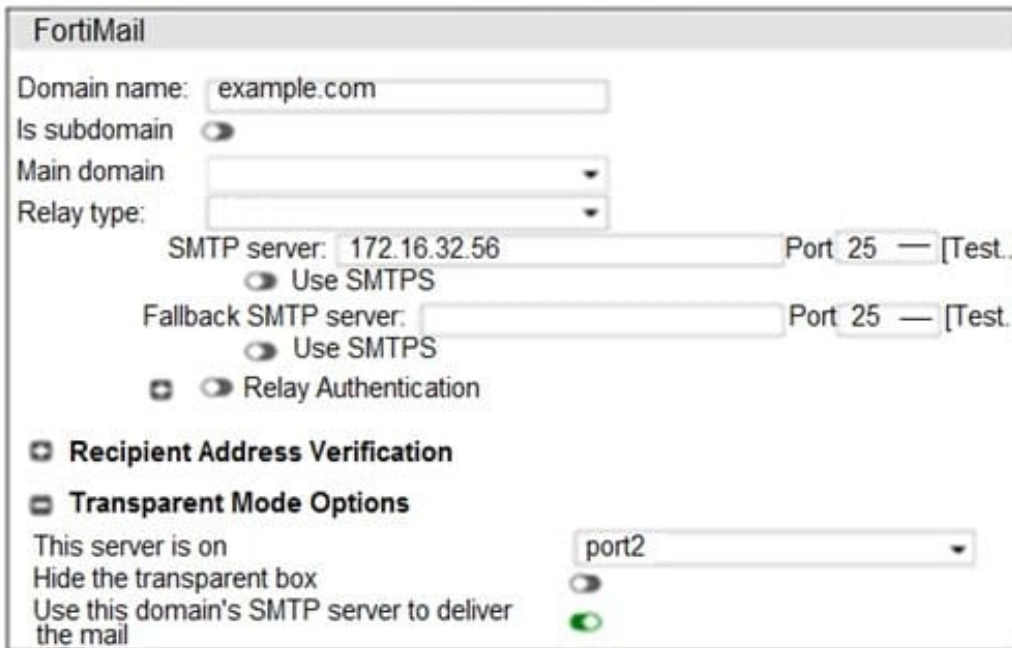 FortiMail
Domain name: example.com
Is subdomain
Main domain
Relay type:
SMTP server: 172.16.32.56 Port 25 — [Test..
Use SMTPS
Fallback SMTP server: Port 25 — [Test.
Use SMTPS
Relay Authentication
Recipient Address Verification
Transparent Mode Options
This server is on port2
Hide the transparent box
Use this domain's SMTP server to deliver
the mail